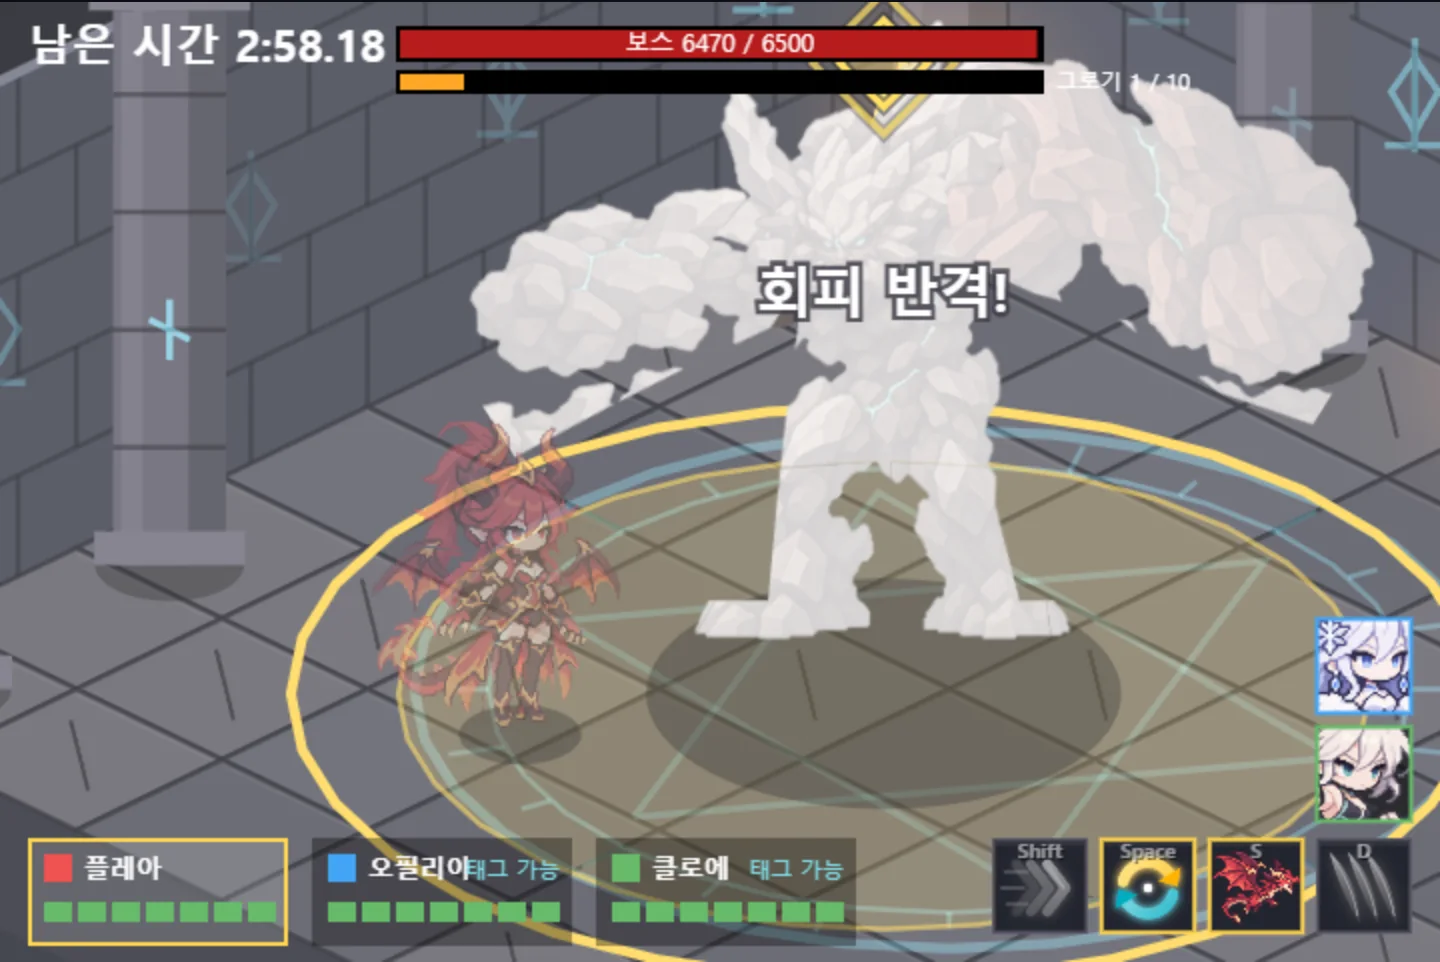 남은 시간 2:58.18
보스 6470 / 6500
그로기 1 / 10
회피 반격!
플레아
오필리아 태그 가능
클로에 태그 가능
Shift
Space
S
D